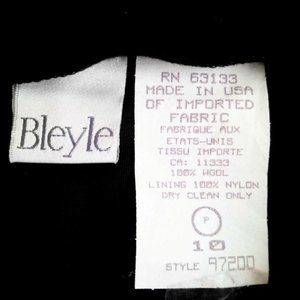 Bleyle
RN 63133
MADE IN USA
OF IMPORTED
FABRIC
FABRIQUE AUX
ETATS-UNIS
TISSU IMPORTE
CA: 11333
100% WOOL
LINING 100% NYLON
DRY CLEAN ONLY
P
10
STYLE 97200